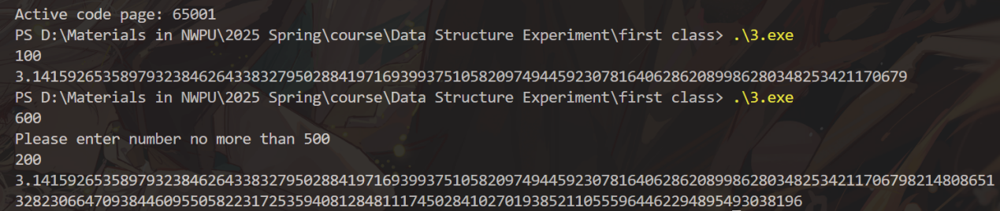 Active code page: 65001
PS D:\Materials in NWPU\2025 Spring\course\Data Structure Experiment\first class> .\3.exe
100
3.1415926535897932384626433832795028841971693993751058209749445923078164062862089986280348253421170679
PS D:\Materials in NWPU\2025 Spring\course\Data Structure Experiment\first class> .\3.exe
600
Please enter number no more than 500
200
3.14159265358979323846264338327950288419716939937510582097494459230781640628620899862803482534211706798214808651
328230664709384460955058223172535940812848111745028410270193852110555964462294895493038196